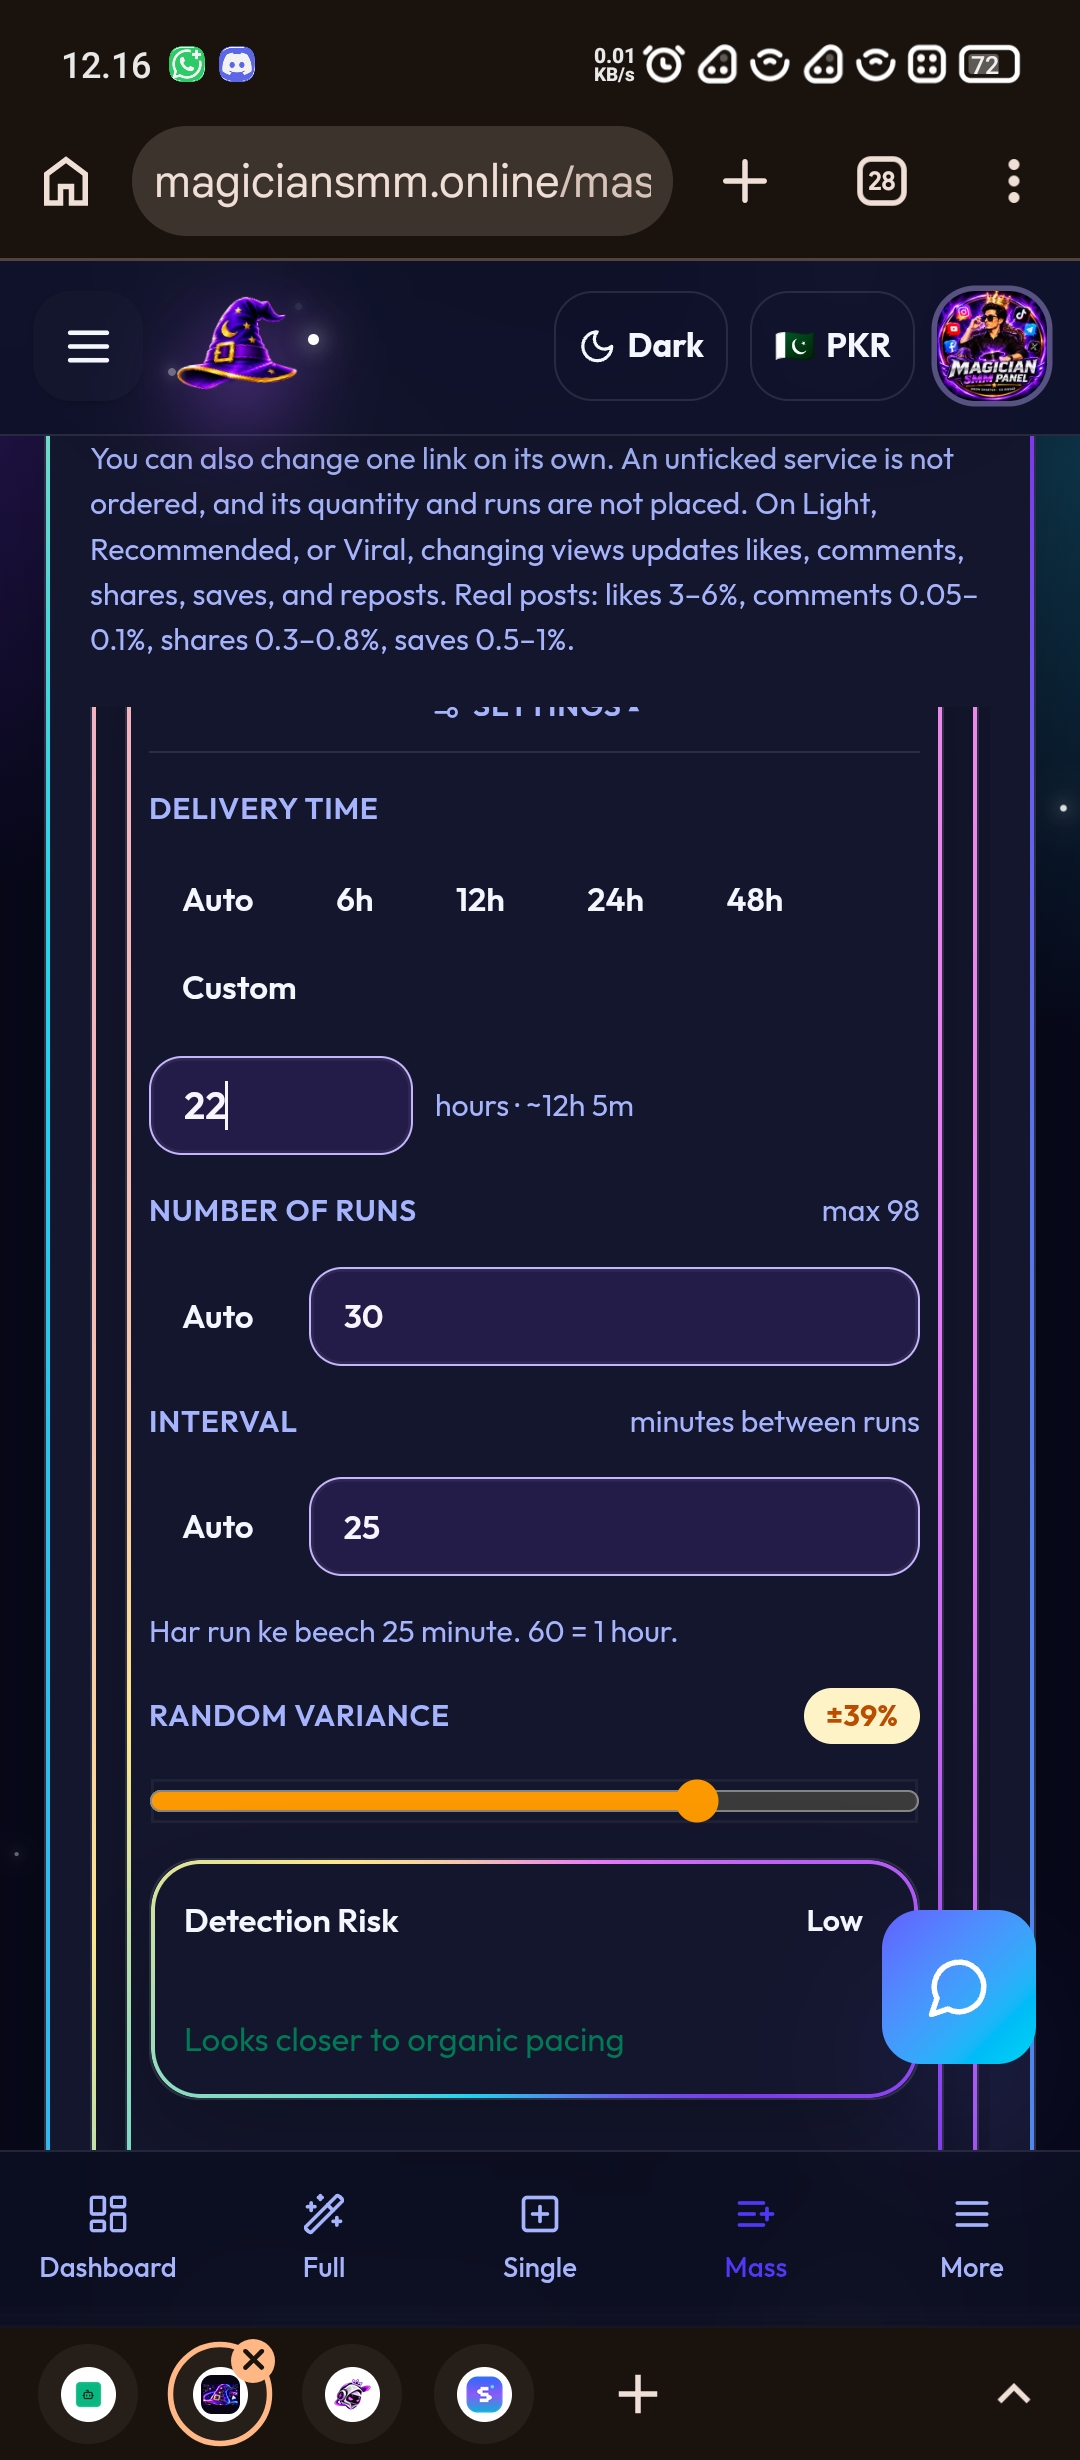 12.16
0.01
KB/s
72
magiciansmm.online/mas
28
Dark
PKR
MAGICIAN
SMM PANEL
You can also change one link on its own. An unticked service is not
ordered, and its quantity and runs are not placed. On Light,
Recommended, or Viral, changing views updates likes, comments,
shares, saves, and reposts. Real posts: likes 3–6%, comments 0.05–
0.1%, shares 0.3–0.8%, saves 0.5–1%.
SETTINGS
DELIVERY TIME
Auto 6h 12h 24h 48h
Custom
22 hours · ~12h 5m
NUMBER OF RUNS max 98
Auto 30
INTERVAL minutes between runs
Auto 25
Har run ke beech 25 minute. 60 = 1 hour.
RANDOM VARIANCE ±39%
Detection Risk Low
Looks closer to organic pacing
Dashboard Full Single Mass More